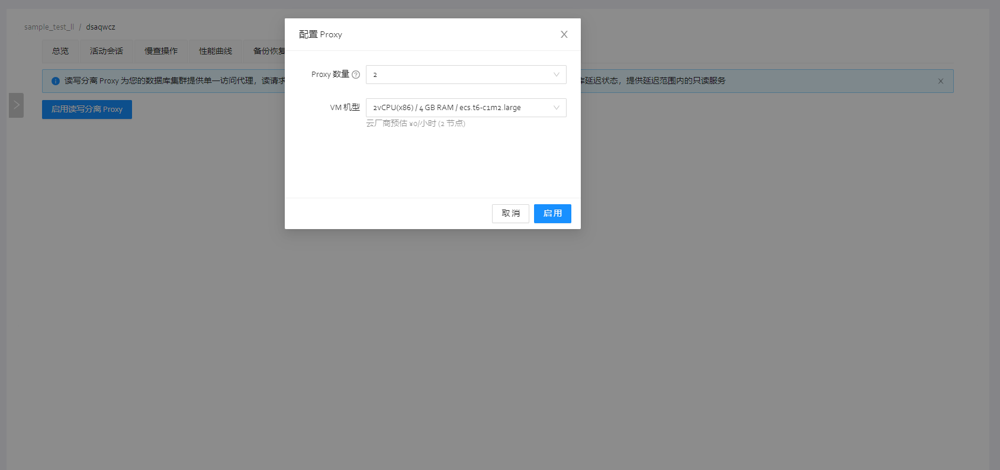 sample_test_ll / dsaqwcz
总览 活动会话 慢查操作 性能曲线 备份恢复
读写分离 Proxy 为您的数据库集群提供单一访问代理，读请求
库延迟状态，提供延迟范围内的只读服务
启用读写分离 Proxy
配置 Proxy
Proxy 数量 2
VM 机型 2vCPU(x86) / 4 GB RAM / ecs.t6-c1m2.large
云厂商预估 ¥0/小时 (2 节点)
取 消 启 用